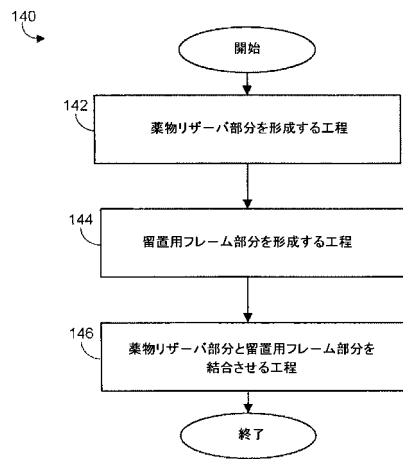 140
開始
142
薬物リザーバ部分を形成する工程
144
留置用フレーム部分を形成する工程
146
薬物リザーバ部分と留置用フレーム部分を
結合させる工程
終了